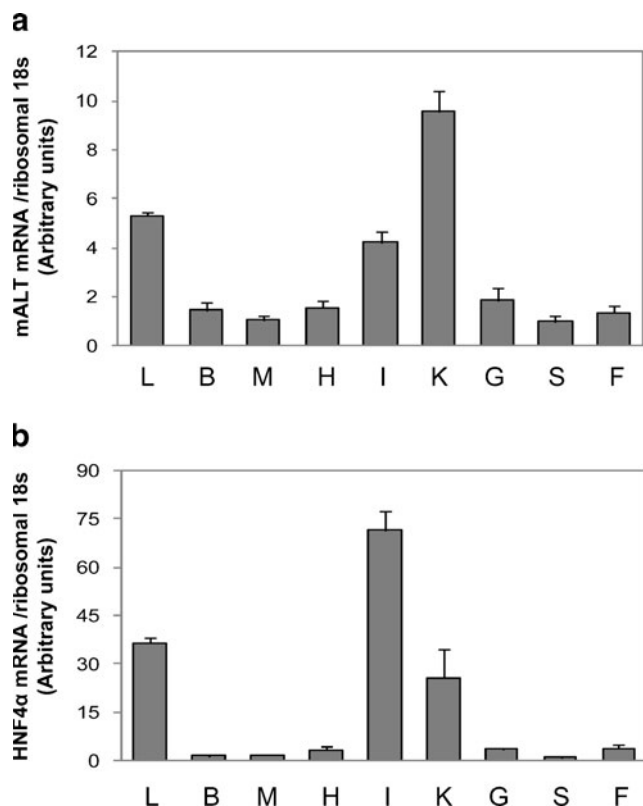 a
mALT mRNA /ribosomal 18s
(Arbitrary units)
12
10
8
6
4
2
0
L B M H I K G S F
b
HNF4α mRNA /ribosomal 18s
(Arbitrary units)
90
75
60
45
30
15
0
L B M H I K G S F